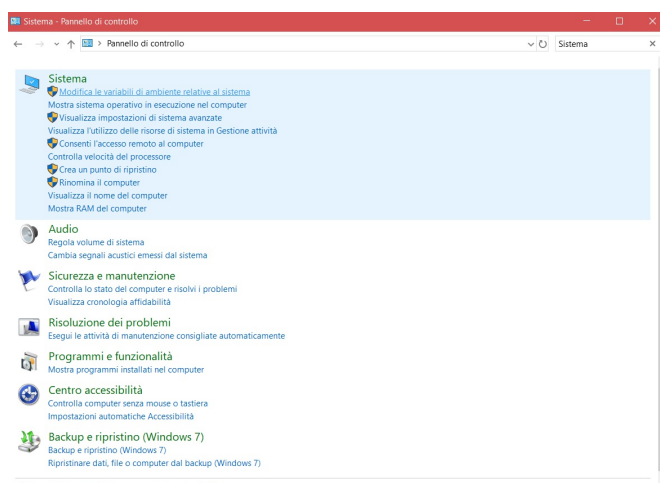 Sistema - Pannello di controllo
Pannello di controllo
Sistema
Sistema
Modifica le variabili di ambiente relative al sistema
Mostra sistema operativo in esecuzione nel computer
Visualizza impostazioni di sistema avanzate
Visualizza l'utilizzo delle risorse di sistema in Gestione attività
Consenti l'accesso remoto al computer
Controlla velocità del processore
Crea un punto di ripristino
Rinomina il computer
Visualizza il nome del computer
Mostra RAM del computer
Audio
Regola volume di sistema
Cambia segnali acustici emessi dal sistema
Sicurezza e manutenzione
Controlla lo stato del computer e risolvi i problemi
Visualizza cronologia affidabilità
Risoluzione dei problemi
Esegui le attività di manutenzione consigliate automaticamente
Programmi e funzionalità
Mostra programmi installati nel computer
Centro accessibilità
Controlla computer senza mouse o tastiera
Impostazioni automatiche Accessibilità
Backup e ripristino (Windows 7)
Backup e ripristino (Windows 7)
Ripristinare dati, file o computer dal backup (Windows 7)